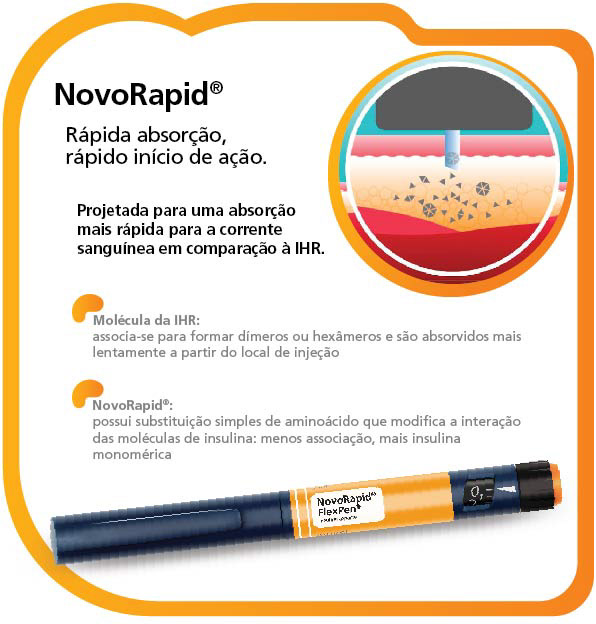 NovoRapid®
Rápida absorção,
rápido início de ação.
Projetada para uma absorção
mais rápida para a corrente
sanguínea em comparação à IHR.
Molécula da IHR:
associa-se para formar dímeros ou hexâmeros e são absorvidos mais
lentamente a partir do local de injeção
NovoRapid®:
possui substituição simples de aminoácido que modifica a interação
das moléculas de insulina: menos associação, mais insulina
monomérica
NovoRapid®
FlexPen®